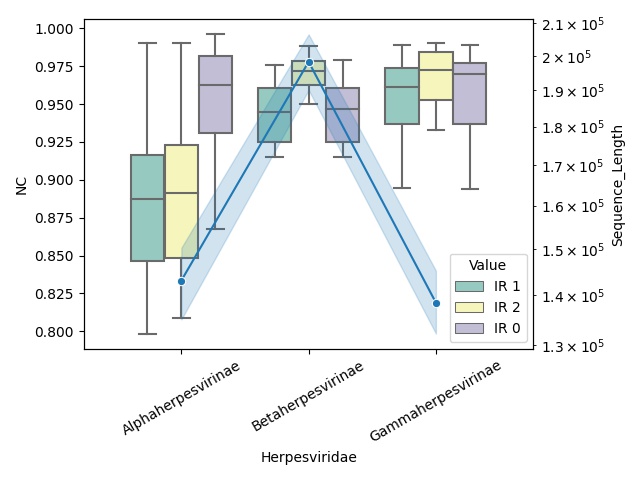 1.000
0.975
0.950
0.925
0.900
0.875
0.850
0.825
0.800
NC
2.1 × 10⁵
2 × 10⁵
1.9 × 10⁵
1.8 × 10⁵
1.7 × 10⁵
1.6 × 10⁵
1.5 × 10⁵
1.4 × 10⁵
1.3 × 10⁵
Sequence_Length
Value
IR 1
IR 2
IR 0
Alphaherpesvirinae
Betaherpesvirinae
Gammaherpesvirinae
Herpesviridae